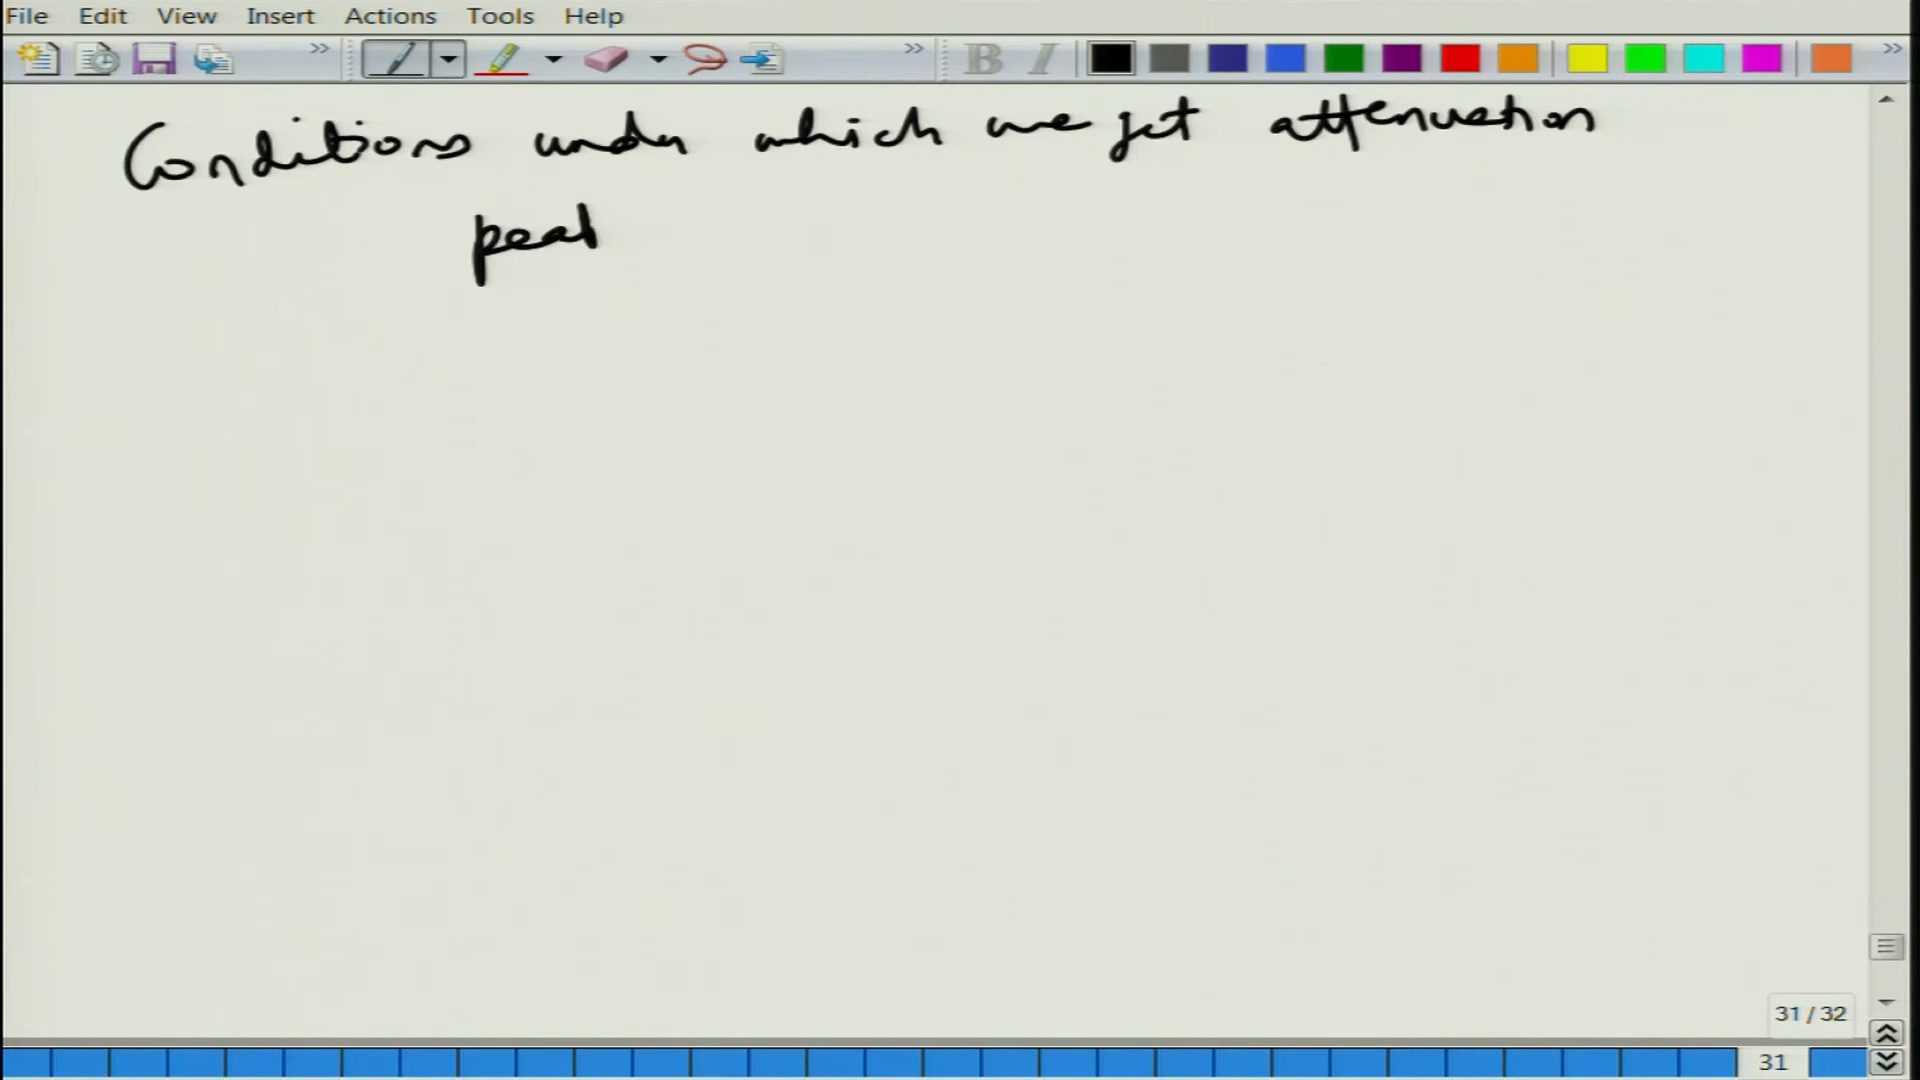 File Edit View Insert Actions Tools Help
B I
Conditions under which we get attenuation
peak
31 / 32
31